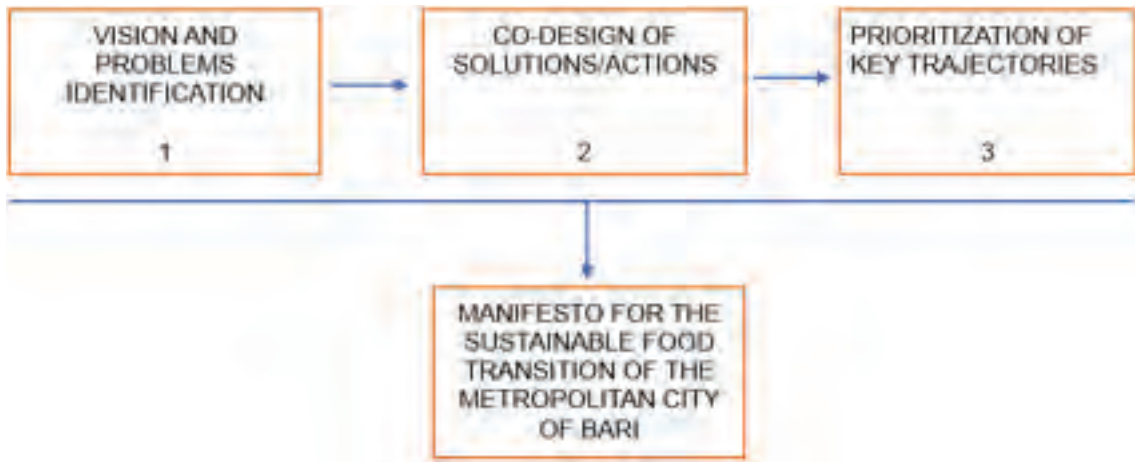 VISION AND
PROBLEMS
IDENTIFICATION
1
CO-DESIGN OF
SOLUTIONS/ACTIONS
2
PRIORITIZATION OF
KEY TRAJECTORIES
3
MANIFESTO FOR THE
SUSTAINABLE FOOD
TRANSITION OF THE
METROPOLITAN CITY
OF BARI